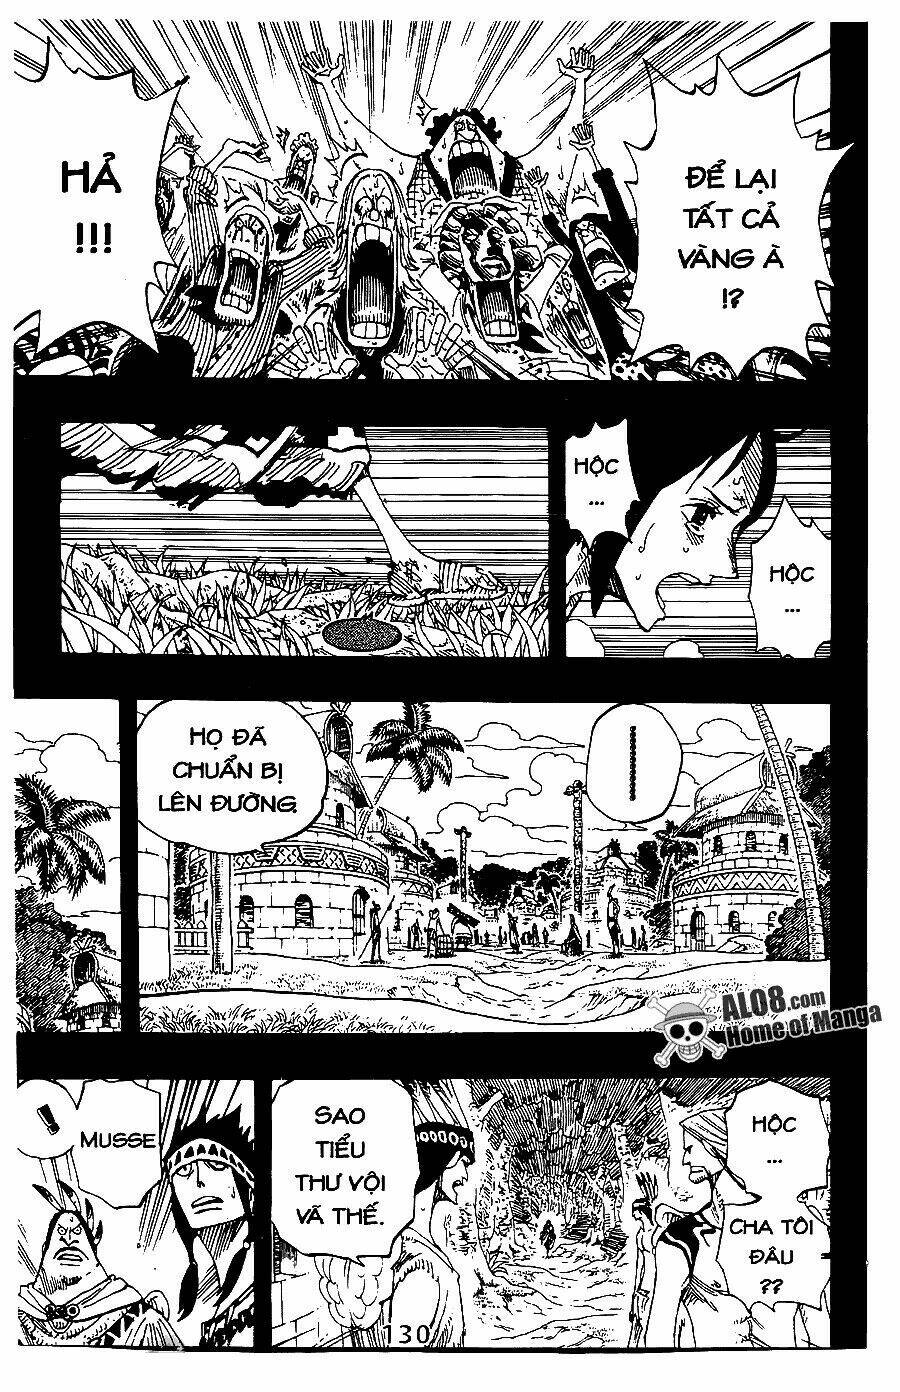 HẢ
!!!
ĐỂ LẠI
TẤT CẢ
VÀNG À
!?
HỘC
...
HỘC
...
HỌ ĐÃ
CHUẨN BỊ
LÊN ĐƯỜNG
ALO8.com
Home of Manga
!
MUSSE
SAO
TIỂU
THƯ VỘI
VÃ THẾ.
HỘC
...
CHA TÔI
ĐÂU
??
130